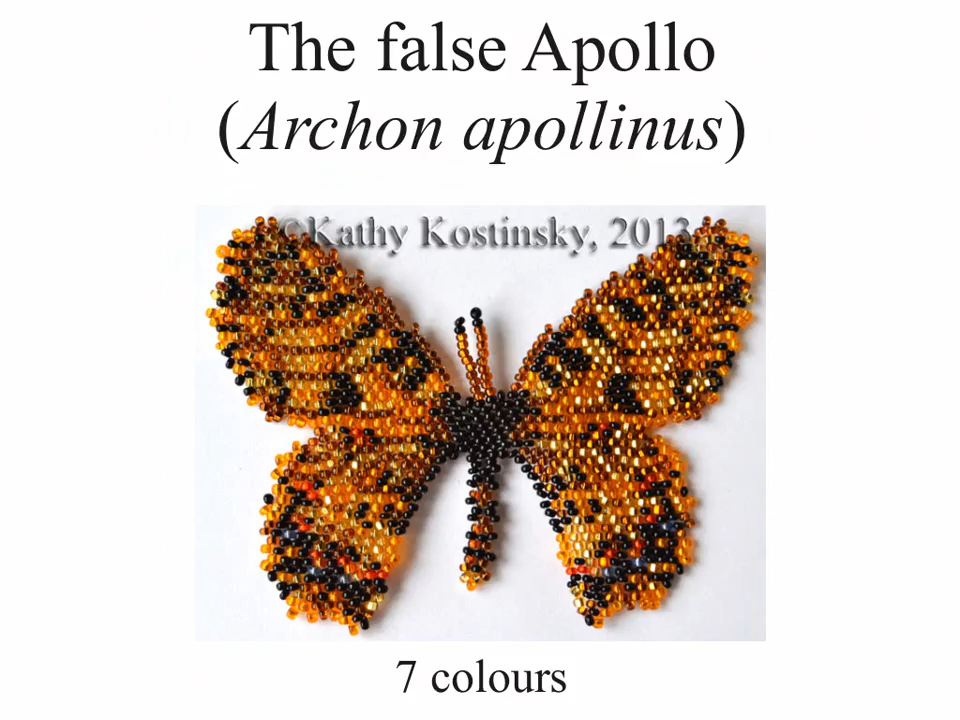 The false Apollo
(Archon apollinus)
©Kathy Kostinsky, 2013
7 colours